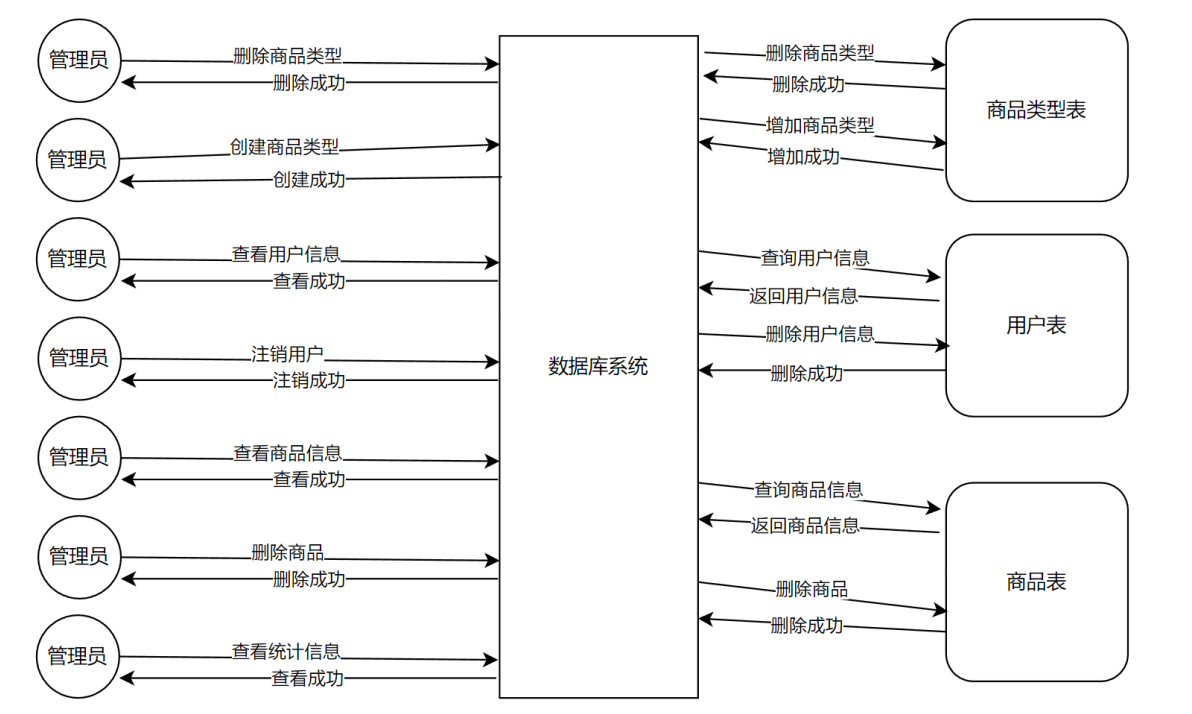 管理员
删除商品类型
删除成功
管理员
创建商品类型
创建成功
管理员
查看用户信息
查看成功
管理员
注销用户
注销成功
管理员
查看商品信息
查看成功
管理员
删除商品
删除成功
管理员
查看统计信息
查看成功
数据库系统
删除商品类型
删除成功
增加商品类型
增加成功
商品类型表
查询用户信息
返回用户信息
删除用户信息
删除成功
用户表
查询商品信息
返回商品信息
删除商品
删除成功
商品表